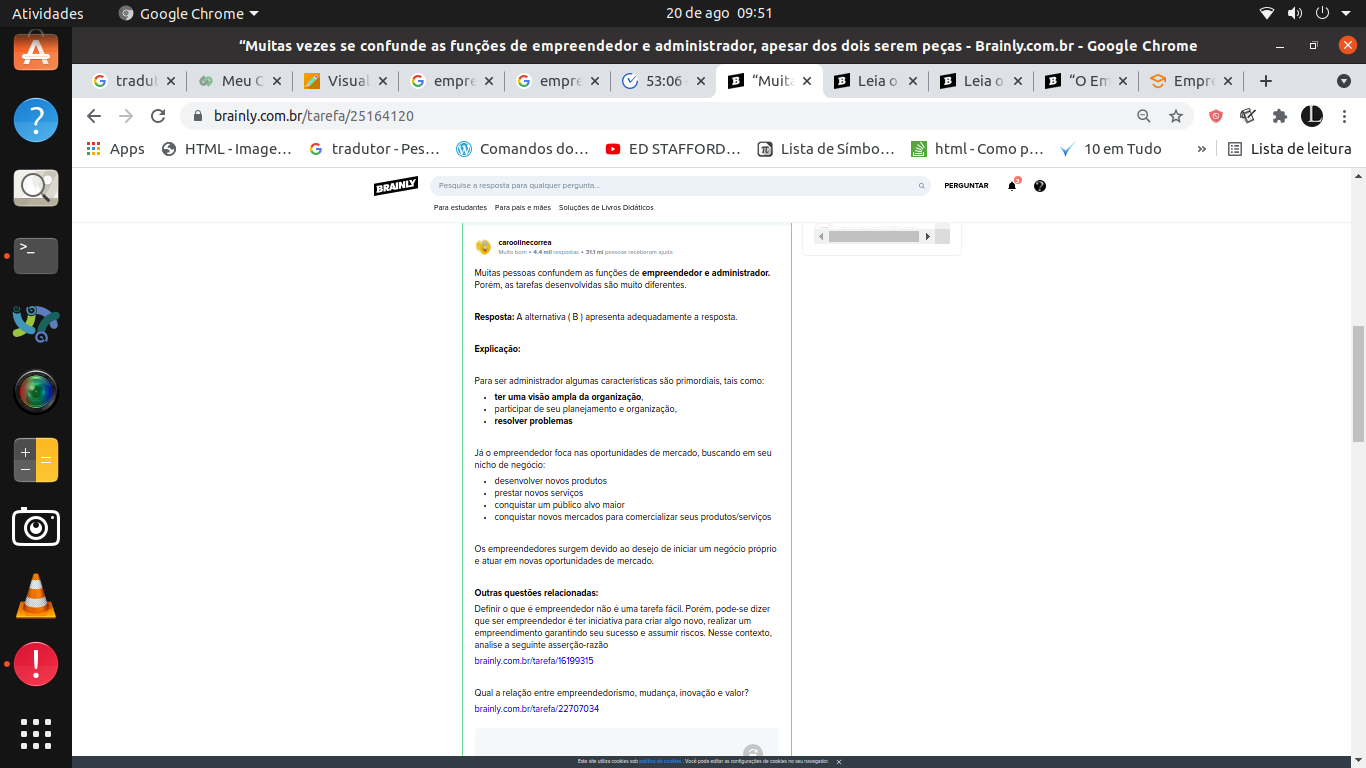 Atividades
Google Chrome
20 de ago 09:51
“Muitas vezes se confunde as funções de empreendedor e administrador, apesar dos dois serem peças - Brainly.com.br - Google Chrome
tradut
Meu C
Visual
empre
empre
53:06
“Muita
Leia o
Leia o
“O Em
Empre
brainly.com.br/tarefa/25164120
Apps
HTML - Image…
tradutor - Pes…
Comandos do…
ED STAFFORD…
Lista de Símbo…
html - Como p…
10 em Tudo
»
Lista de leitura
BRAINLY
Pesquise a resposta para qualquer pergunta...
PERGUNTAR
Para estudantes
Para pais e mães
Soluções de Livros Didáticos
caroolinecorrea
Muito bom • 4.4 mil respostas • 31.1 mi pessoas receberam ajuda
Muitas pessoas confundem as funções de empreendedor e administrador.
Porém, as tarefas desenvolvidas são muito diferentes.
Resposta: A alternativa ( B ) apresenta adequadamente a resposta.
Explicação:
Para ser administrador algumas características são primordiais, tais como:
• ter uma visão ampla da organização,
• participar de seu planejamento e organização,
• resolver problemas
Já o empreendedor foca nas oportunidades de mercado, buscando em seu
nicho de negócio:
• desenvolver novos produtos
• prestar novos serviços
• conquistar um público alvo maior
• conquistar novos mercados para comercializar seus produtos/serviços
Os empreendedores surgem devido ao desejo de iniciar um negócio próprio
e atuar em novas oportunidades de mercado.
Outras questões relacionadas:
Definir o que é empreendedor não é uma tarefa fácil. Porém, pode-se dizer
que ser empreendedor é ter iniciativa para criar algo novo, realizar um
empreendimento garantindo seu sucesso e assumir riscos. Nesse contexto,
analise a seguinte asserção-razão
brainly.com.br/tarefa/16199315
Qual a relação entre empreendedorismo, mudança, inovação e valor?
brainly.com.br/tarefa/22707034
Este site utiliza cookies sob política de cookies . Você pode editar as configurações de cookies no seu navegador.